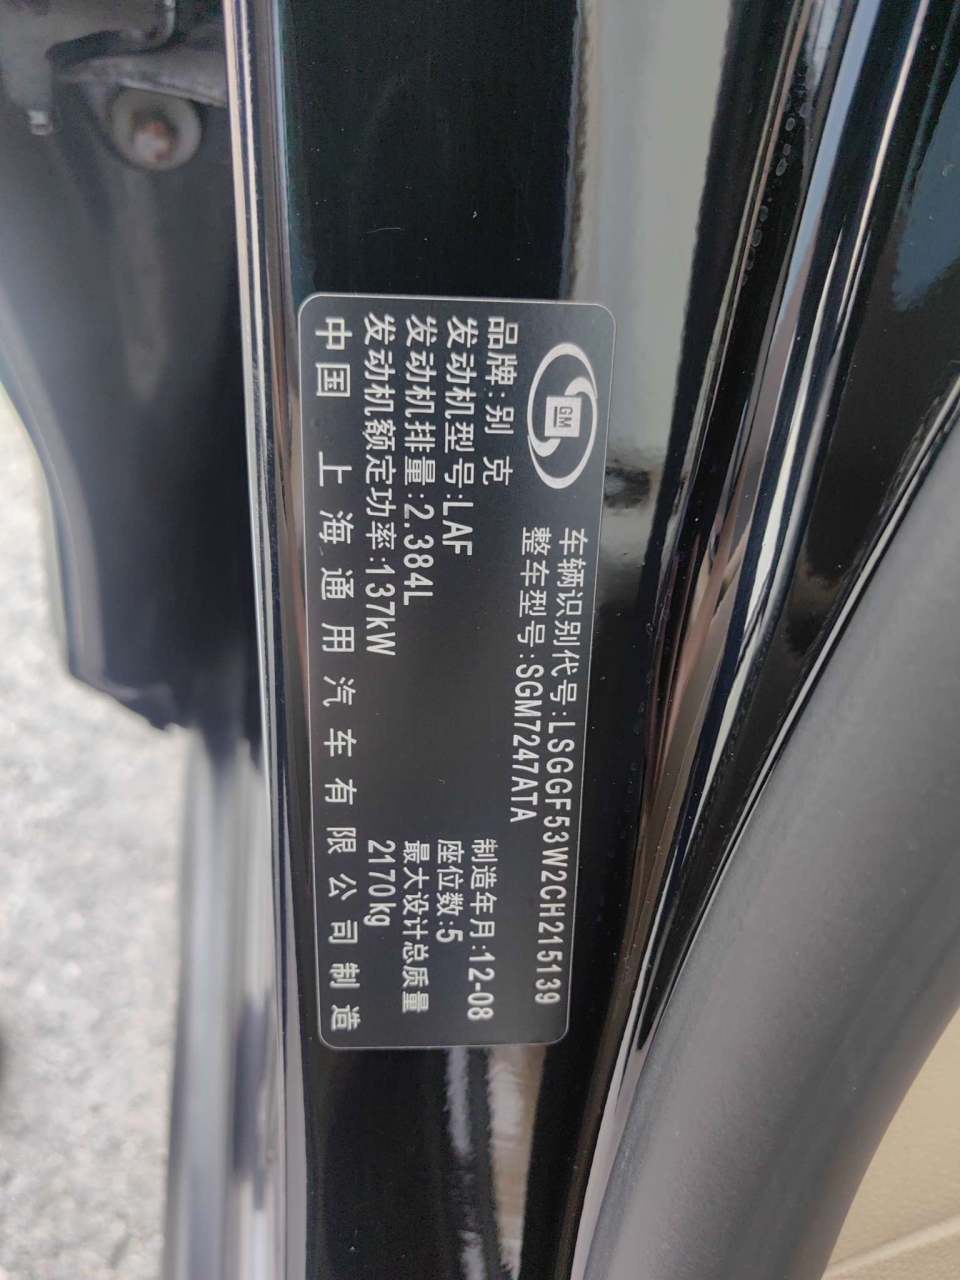 GM
车辆识别代号:LSGGF53W2CH215139
整车型号:SGM7247ATA
品牌:别克
发动机型号:LAF
发动机排量:2.384L
发动机额定功率:137kW
制造年月:12-08
座位数:5
最大设计总质量
2170kg
中国 上海通用汽车有限公司制造